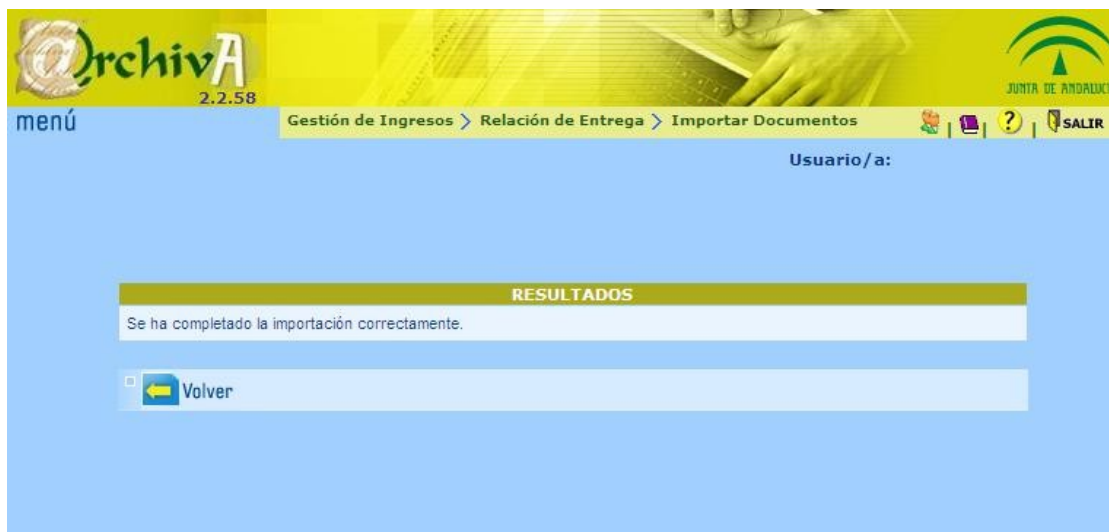 @rchivA
2.2.58
JUNTA DE ANDALUC
menú
Gestión de Ingresos > Relación de Entrega > Importar Documentos
? SALIR
Usuario/a:
RESULTADOS
Se ha completado la importación correctamente.
Volver